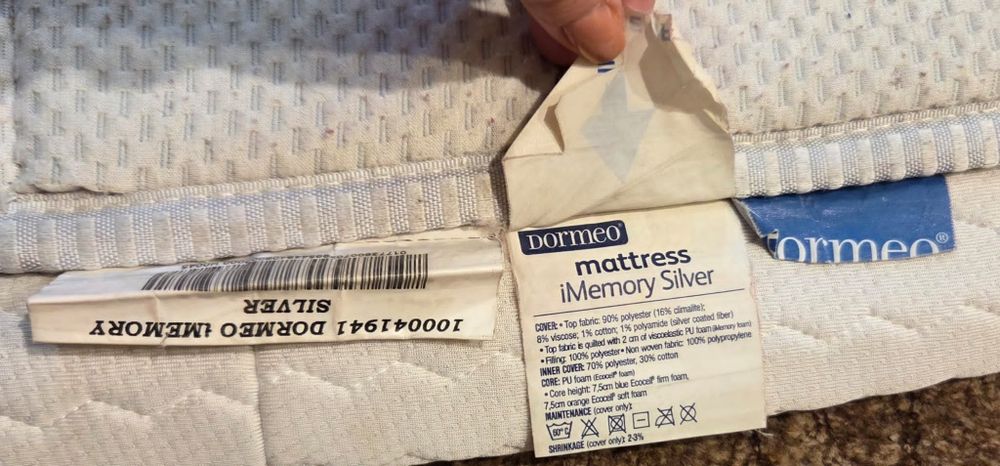 100041941 DORMEO iMEMORY
SILVER
DORMEO
mattress
iMemory Silver
COVER: • Top fabric: 90% polyester (16% climalite);
8% viscose; 1% cotton; 1% polyamide (silver coated fiber)
• Top fabric is quilted with 2 cm of viscoelastic PU foam (iMemory foam)
• Filling: 100% polyester • Non woven fabric: 100% polypropylene
INNER COVER: 70% polyester, 30% cotton
CORE: PU foam (Ecocell® foam)
• Core height: 7,5cm blue Ecocell® firm foam,
7,5cm orange Ecocell® soft foam
MAINTENANCE (cover only):
60° C
SHRINKAGE (cover only): 2-3%
Dormeo®